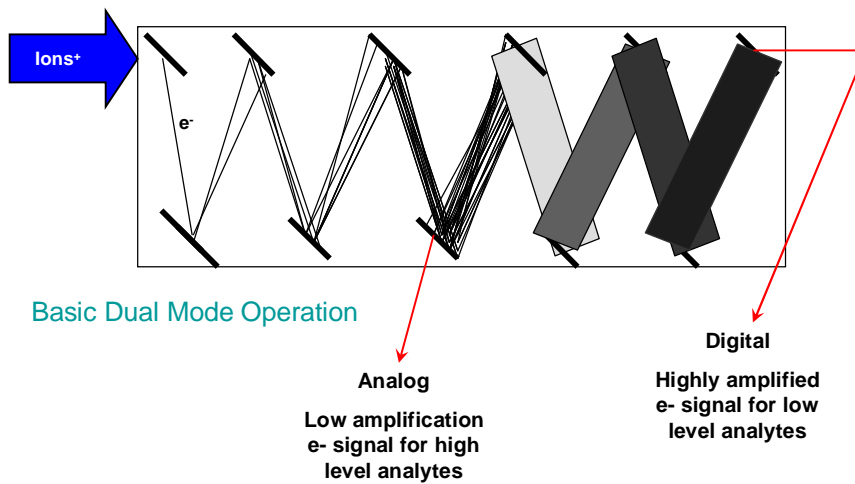 Ions⁺
e⁻
Basic Dual Mode Operation
Analog
Low amplification
e- signal for high
level analytes
Digital
Highly amplified
e- signal for low
level analytes